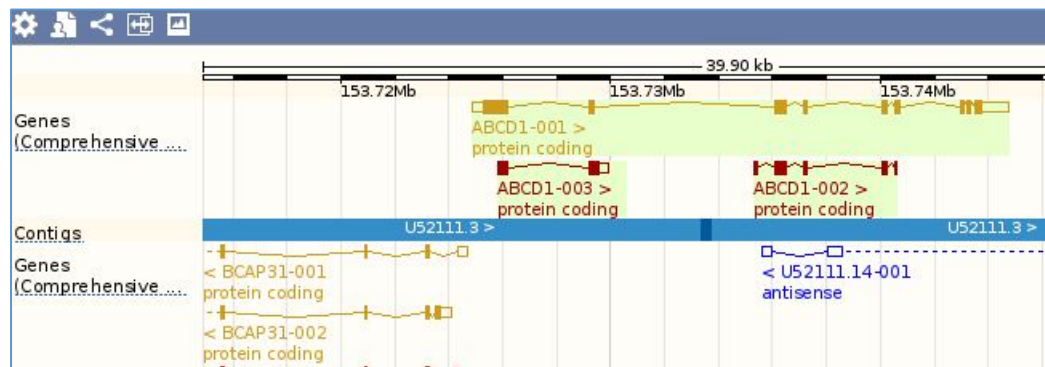 39.90 kb
153.72Mb 153.73Mb 153.74Mb
Genes
(Comprehensive ...
ABCD1-001 >
protein coding
ABCD1-003 >
protein coding
ABCD1-002 >
protein coding
Contigs
U52111.3 > U52111.3 >
Genes
(Comprehensive ...
< BCAP31-001
protein coding
< U52111.14-001
antisense
< BCAP31-002
protein coding